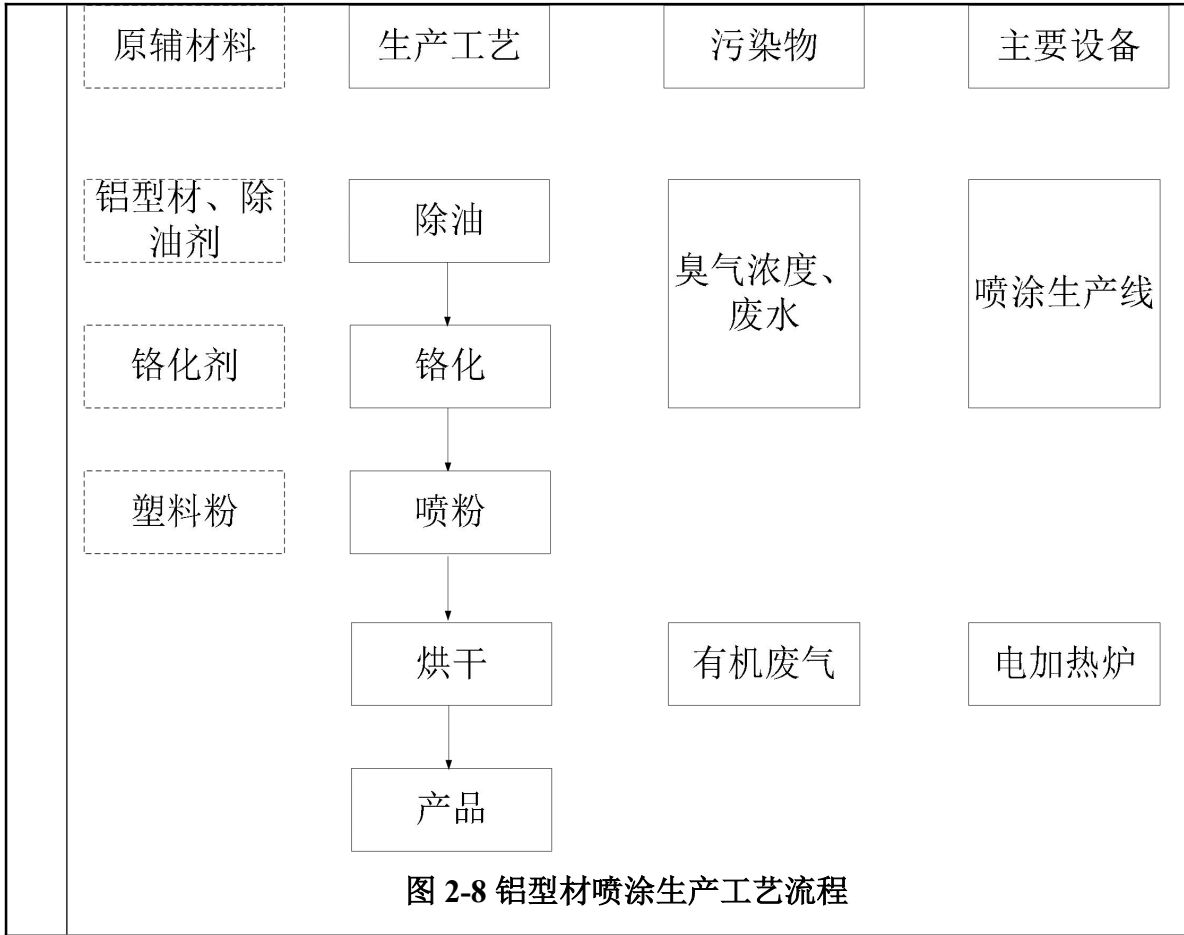 原辅材料
生产工艺
污染物
主要设备
铝型材、除
油剂
除油
臭气浓度、
废水
喷涂生产线
铬化剂
铬化
塑料粉
喷粉
烘干
有机废气
电加热炉
产品
图 2-8 铝型材喷涂生产工艺流程